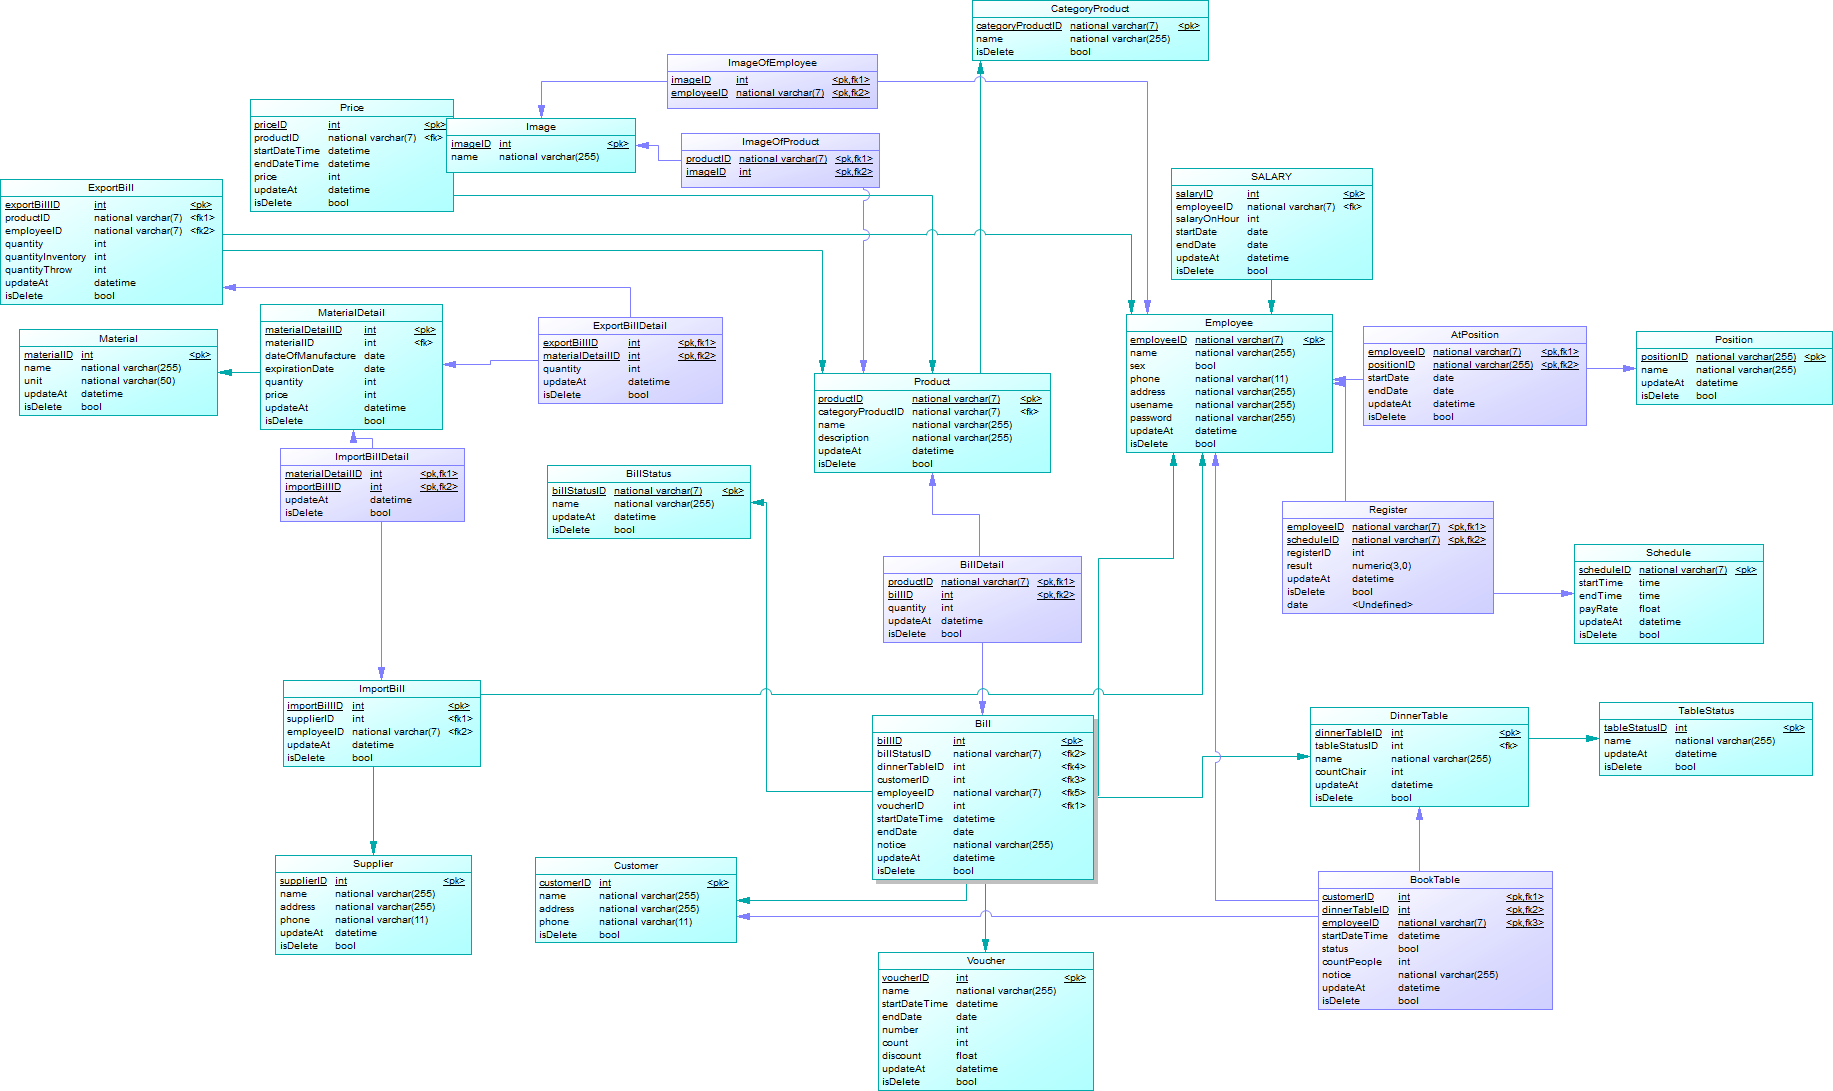 CategoryProduct
categoryProductID national varchar(7) <pk>
name national varchar(255)
isDelete bool
ImageOfEmployee
imageID int <pk,fk1>
employeeID national varchar(7) <pk,fk2>
Price
priceID int <pk>
productID national varchar(7) <fk>
startDateTime datetime
endDateTime datetime
price int
updateAt datetime
isDelete bool
Image
imageID int <pk>
name national varchar(255)
ImageOfProduct
productID national varchar(7) <pk,fk1>
imageID int <pk,fk2>
SALARY
salaryID int <pk>
employeeID national varchar(7) <fk>
salaryOnHour int
startDate date
endDate date
updateAt datetime
isDelete bool
ExportBill
exportBillID int <pk>
productID national varchar(7) <fk1>
employeeID national varchar(7) <fk2>
quantity int
quantityInventory int
quantityThrow int
updateAt datetime
isDelete bool
MaterialDetail
materialDetailID int <pk>
materialID int <fk>
dateOfManufacture date
expirationDate date
quantity int
price int
updateAt datetime
isDelete bool
Material
materialID int <pk>
name national varchar(255)
unit national varchar(50)
updateAt datetime
isDelete bool
ExportBillDetail
exportBillID int <pk,fk1>
materialDetailID int <pk,fk2>
quantity int
updateAt datetime
isDelete bool
Employee
employeeID national varchar(7) <pk>
name national varchar(255)
sex bool
phone national varchar(11)
address national varchar(255)
usename national varchar(255)
password national varchar(255)
updateAt datetime
isDelete bool
AtPosition
employeeID national varchar(7) <pk,fk1>
positionID national varchar(255) <pk,fk2>
startDate date
endDate date
updateAt datetime
isDelete bool
Position
positionID national varchar(255) <pk>
name national varchar(255)
updateAt datetime
isDelete bool
Product
productID national varchar(7) <pk>
categoryProductID national varchar(7) <fk>
name national varchar(255)
description national varchar(255)
updateAt datetime
isDelete bool
ImportBillDetail
materialDetailID int <pk,fk1>
importBillID int <pk,fk2>
updateAt datetime
isDelete bool
BillStatus
billStatusID national varchar(7) <pk>
name national varchar(255)
updateAt datetime
isDelete bool
Register
employeeID national varchar(7) <pk,fk1>
scheduleID national varchar(7) <pk,fk2>
registerID int
result numeric(3,0)
updateAt datetime
isDelete bool
date <Undefined>
Schedule
scheduleID national varchar(7) <pk>
startTime time
endTime time
payRate float
updateAt datetime
isDelete bool
BillDetail
productID national varchar(7) <pk,fk1>
billID int <pk,fk2>
quantity int
updateAt datetime
isDelete bool
ImportBill
importBillID int <pk>
supplierID int <fk1>
employeeID national varchar(7) <fk2>
updateAt datetime
isDelete bool
Bill
billID int <pk>
billStatusID national varchar(7) <fk2>
dinnerTableID int <fk4>
customerID int <fk3>
employeeID national varchar(7) <fk5>
voucherID int <fk1>
startDateTime datetime
endDate date
notice national varchar(255)
updateAt datetime
isDelete bool
DinnerTable
dinnerTableID int <pk>
tableStatusID int <fk>
name national varchar(255)
countChair int
updateAt datetime
isDelete bool
TableStatus
tableStatusID int <pk>
name national varchar(255)
updateAt datetime
isDelete bool
Supplier
supplierID int <pk>
name national varchar(255)
address national varchar(255)
phone national varchar(11)
updateAt datetime
isDelete bool
Customer
customerID int <pk>
name national varchar(255)
address national varchar(255)
phone national varchar(11)
isDelete bool
BookTable
customerID int <pk,fk1>
dinnerTableID int <pk,fk2>
employeeID national varchar(7) <pk,fk3>
startDateTime datetime
status bool
countPeople int
notice national varchar(255)
updateAt datetime
isDelete bool
Voucher
voucherID int <pk>
name national varchar(255)
startDateTime datetime
endDate date
number int
count int
discount float
updateAt datetime
isDelete bool